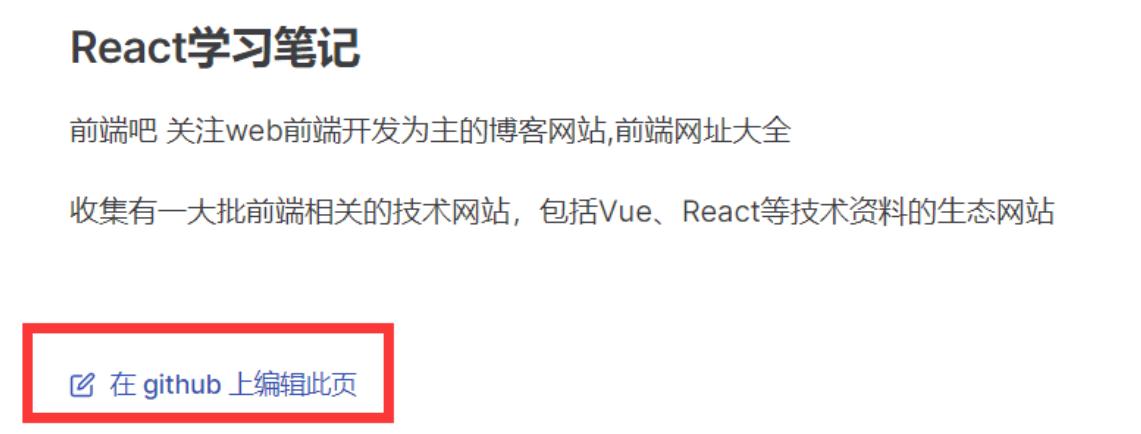 React学习笔记
前端吧 关注web前端开发为主的博客网站,前端网址大全
收集有一大批前端相关的技术网站，包括Vue、React等技术资料的生态网站
在 github 上编辑此页